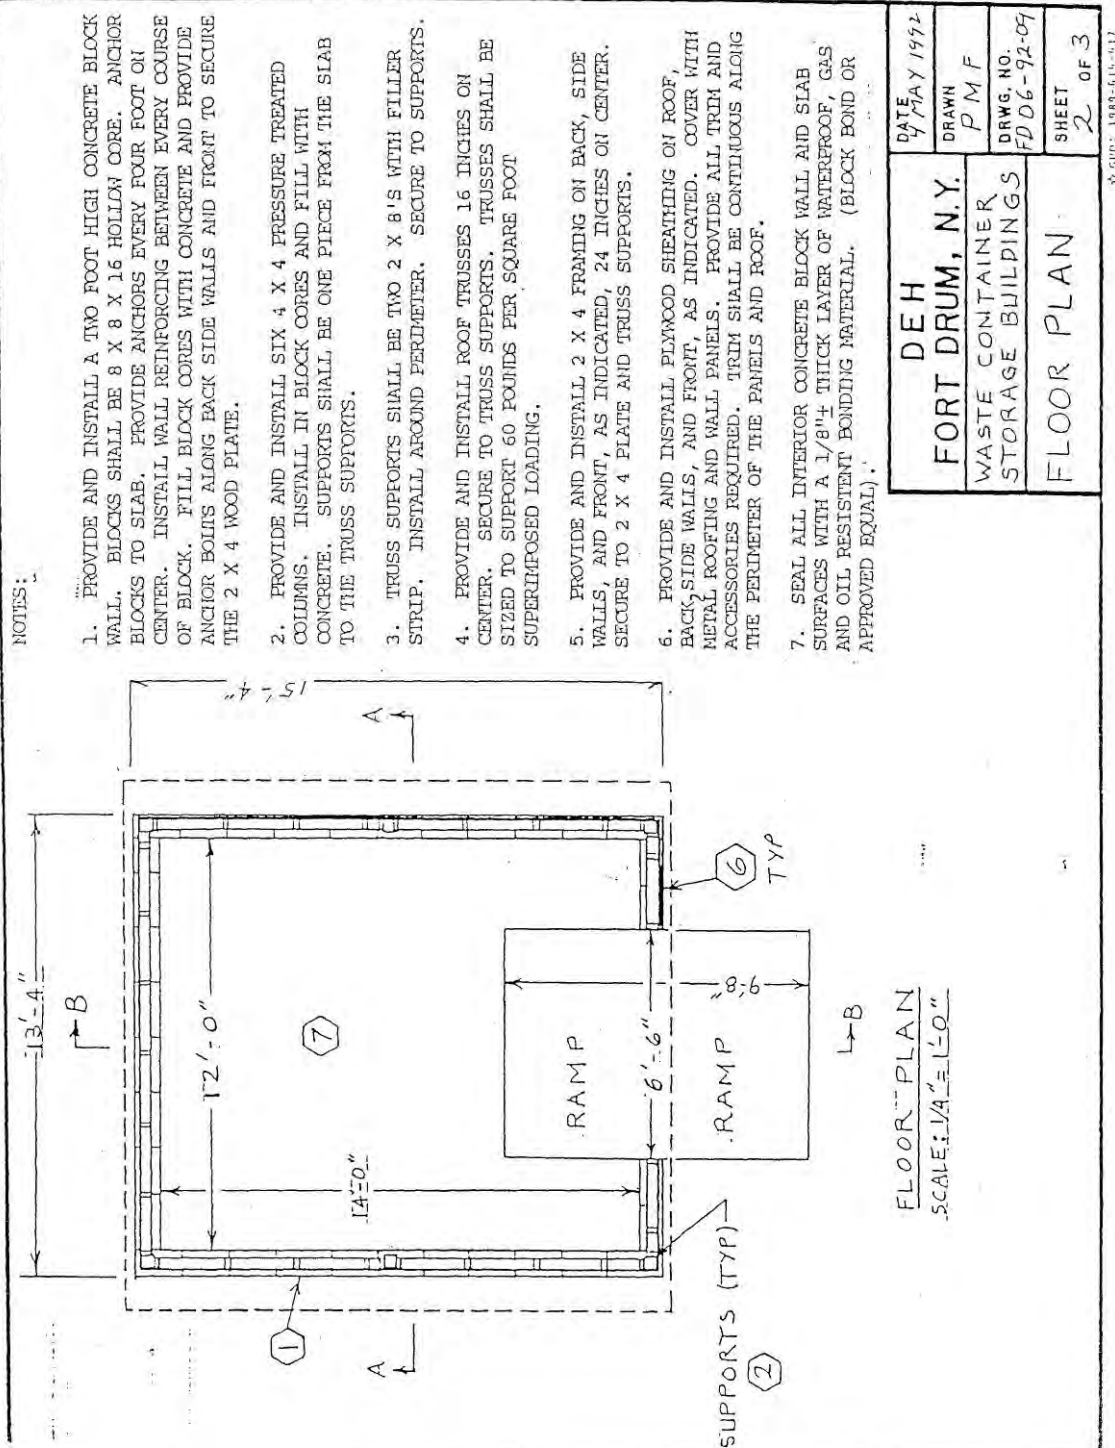 NOTES:
1. PROVIDE AND INSTALL A TWO FOOT HIGH CONCRETE BLOCK
WALL. BLOCKS SHALL BE 8 X 8 X 16 HOLLOW CORE. ANCHOR
BLOCKS TO SLAB. PROVIDE ANCHORS EVERY FOUR FOOT ON
CENTER. INSTALL WALL REINFORCING BETWEEN EVERY COURSE
OF BLOCK. FILL BLOCK CORES WITH CONCRETE AND PROVIDE
ANCHOR BOLTS ALONG BACK SIDE WALLS AND FRONT TO SECURE
THE 2 X 4 WOOD PLATE.
2. PROVIDE AND INSTALL SIX 4 X 4 PRESSURE TREATED
COLUMNS. INSTALL IN BLOCK CORES AND FILL WITH
CONCRETE. SUPPORTS SHALL BE ONE PIECE FROM THE SLAB
TO THE TRUSS SUPPORTS.
3. TRUSS SUPPORTS SHALL BE TWO 2 X 8'S WITH FILLER
STRIP. INSTALL AROUND PERIMETER. SECURE TO SUPPORTS.
4. PROVIDE AND INSTALL ROOF TRUSSES 16 INCHES ON
CENTER. SECURE TO TRUSS SUPPORTS. TRUSSES SHALL BE
SIZED TO SUPPORT 60 POUNDS PER SQUARE FOOT
SUPERIMPOSED LOADING.
5. PROVIDE AND INSTALL 2 X 4 FRAMING ON BACK, SIDE
WALLS, AND FRONT, AS INDICATED, 24 INCHES ON CENTER.
SECURE TO 2 X 4 PLATE AND TRUSS SUPPORTS.
6. PROVIDE AND INSTALL PLYWOOD SHEATHING ON ROOF,
BACK, SIDE WALLS, AND FRONT, AS INDICATED. COVER WITH
METAL ROOFING AND WALL PANELS. PROVIDE ALL TRIM AND
ACCESSORIES REQUIRED. TRIM SHALL BE CONTINUOUS ALONG
THE PERIMETER OF THE PANELS AND ROOF.
7. SEAL ALL INTERIOR CONCRETE BLOCK WALL AND SLAB
SURFACES WITH A 1/8"± THICK LAYER OF WATERPROOF, GAS
AND OIL RESISTENT BONDING MATERIAL. (BLOCK BOND OR
APPROVED EQUAL).
13'-4"
B
15'-4"
A
12'-0"
7
14'-0"
RAMP
6'-6"
9'-8"
RAMP
6
TYP
1
A
SUPPORTS (TYP)
2
B
FLOOR PLAN
SCALE: 1/4"=1'-0"
DEH
FORT DRUM, N.Y.
WASTE CONTAINER
STORAGE BUILDINGS
FLOOR PLAN
DATE
4 MAY 1992
DRAWN
PMF
DRWG. NO.
FD06-92-09
SHEET
2 OF 3